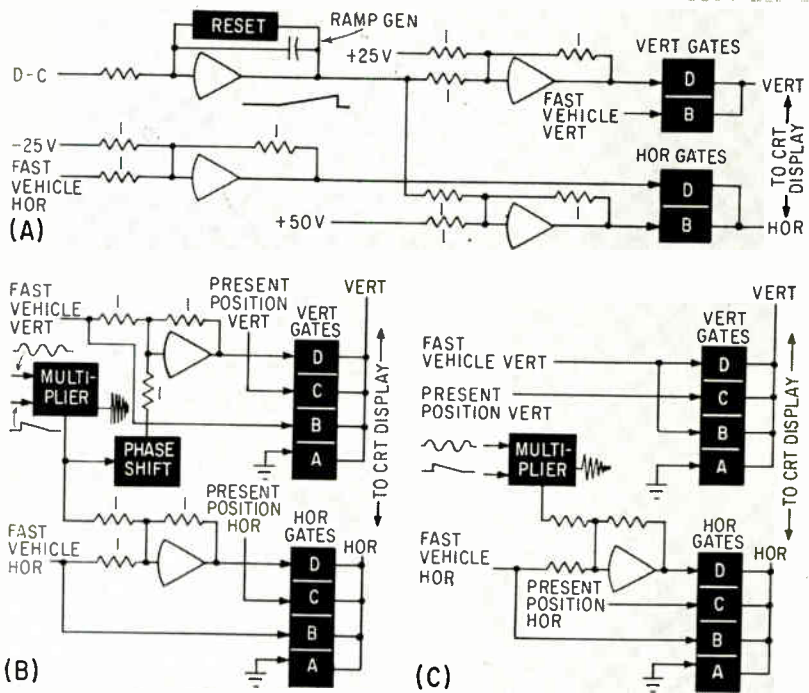 RESET
RAMP GEN
D-C
+25V
I
I
I
I
VERT GATES
D
B
VERT
FAST
VEHICLE
VERT
-25V
I
I
I
FAST
VEHICLE
HOR
HOR GATES
D
B
HOR
TO CRT
DISPLAY
+50V
I
I
I
(A)
FAST
VEHICLE
VERT
I
I
I
PRESENT
POSITION
VERT
VERT
GATES
D
C
B
A
VERT
MULTI-
PLIER
PHASE
SHIFT
TO CRT DISPLAY
PRESENT
POSITION
HOR
I
I
I
FAST
VEHICLE
HOR
HOR
GATES
D
C
B
A
HOR
(B)
VERT
VERT
GATES
D
C
B
A
FAST
VEHICLE VERT
PRESENT
POSITION VERT
MULTI-
PLIER
TO CRT DISPLAY
FAST
VEHICLE
HOR
PRESENT
POSITION
HOR
HOR
GATES
D
C
B
A
HOR
(C)